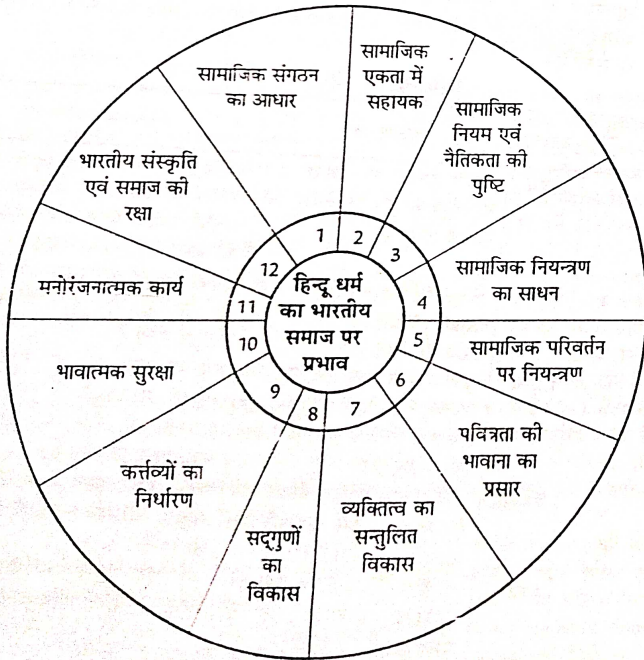 सामाजिक संगठन
का आधार
सामाजिक
एकता में
सहायक
सामाजिक
नियम एवं
नैतिकता की
पुष्टि
सामाजिक नियन्त्रण
का साधन
सामाजिक परिवर्तन
पर नियन्त्रण
पवित्रता की
भावाना का
प्रसार
व्यक्तित्व का
सन्तुलित
विकास
सद्‌गुणों
का
विकास
कर्त्तव्यों का
निर्धारण
भावात्मक सुरक्षा
मनोरंजनात्मक कार्य
भारतीय संस्कृति
एवं समाज की
रक्षा
1
2
3
4
5
6
7
8
9
10
11
12
हिन्दू धर्म
का भारतीय
समाज पर
प्रभाव